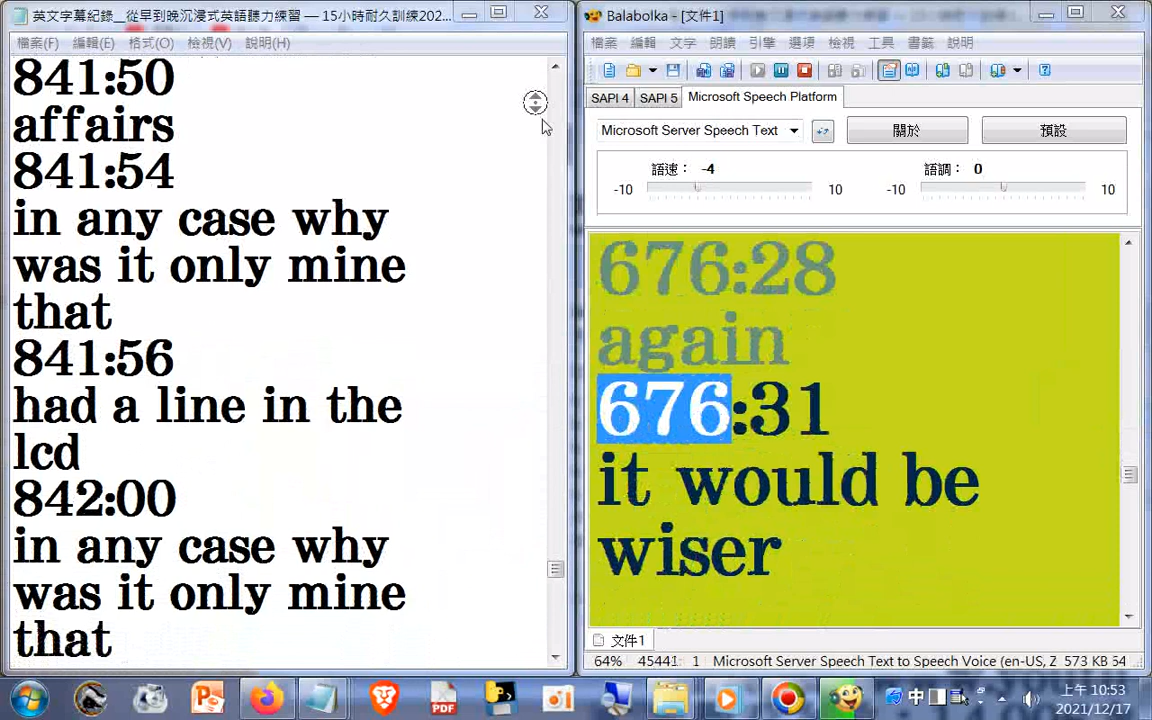 英文字幕紀錄__從早到晚沉浸式英語聽力練習 — 15小時耐久訓練202...
檔案(F) 編輯(E) 格式(O) 檢視(V) 說明(H)
841:50
affairs
841:54
in any case why
was it only mine
that
841:56
had a line in the
lcd
842:00
in any case why
was it only mine
that
Balabolka - [文件1]
檔案 編輯 文字 朗讀 引擎 選項 檢視 工具 書籤 說明
SAPI 4 SAPI 5 Microsoft Speech Platform
Microsoft Server Speech Text 關於 預設
語速： -4 語調： 0
-10 10 -10 10
676:28
again
676:31
it would be
wiser
文件1
64% 45441: 1 Microsoft Server Speech Text to Speech Voice (en-US, Z 573 KB 54
中 上午 10:53
2021/12/17